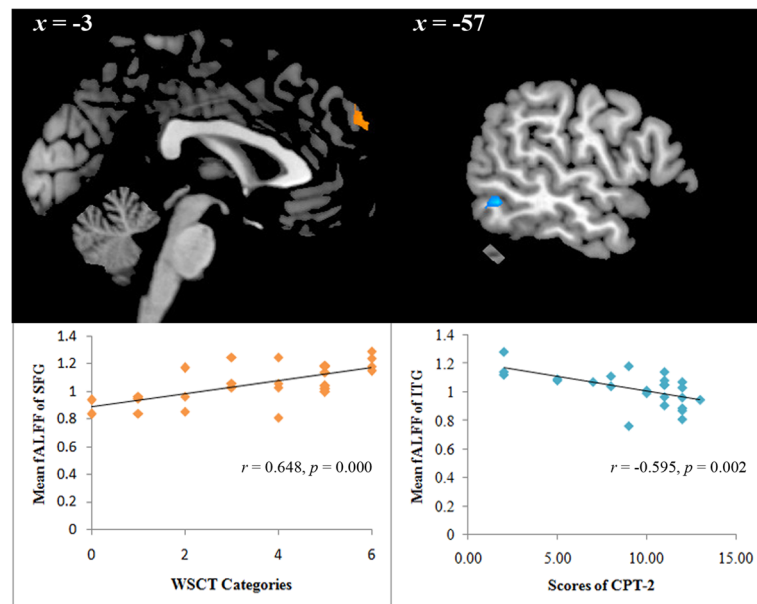 x = -3
x = -57
1.4
1.2
1
0.8
0.6
0.4
0.2
0
Mean fALFF of SFG
r = 0.648, p = 0.000
0 2 4 6
WSCT Categories
1.4
1.2
1
0.8
0.6
0.4
0.2
0
Mean fALFF of ITG
r = -0.595, p = 0.002
0.00 5.00 10.00 15.00
Scores of CPT-2